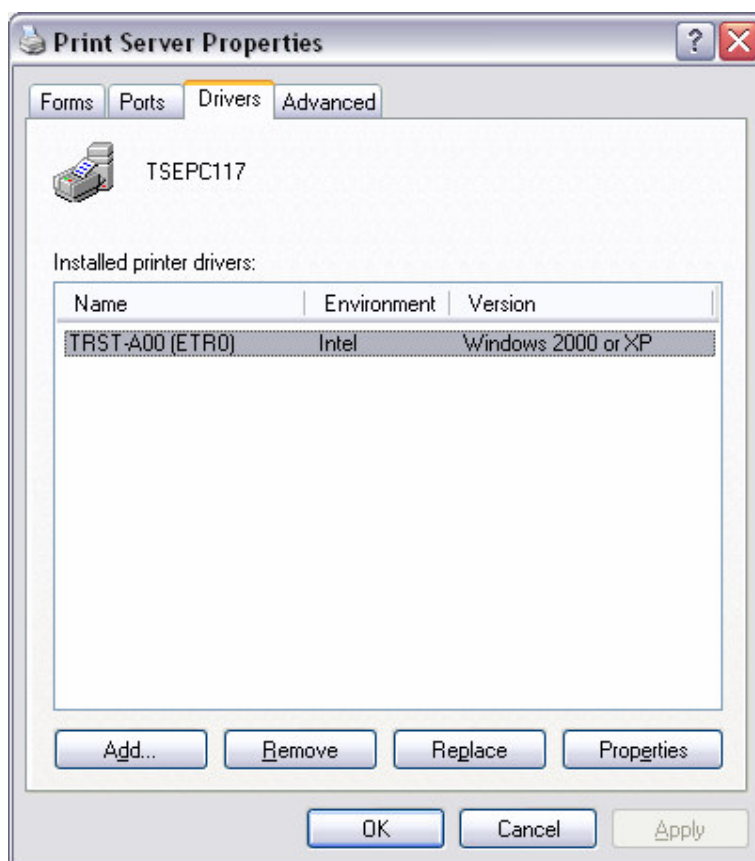 Print Server Properties
Forms Ports Drivers Advanced
TSEPC117
Installed printer drivers:
Name Environment Version
TRST-A00 (ETR0) Intel Windows 2000 or XP
Add... Remove Replace Properties
OK Cancel Apply